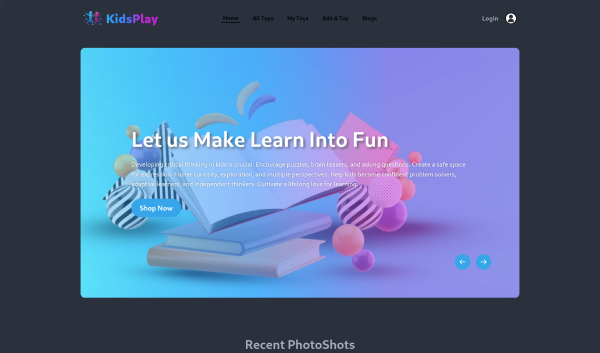 KidsPlay
Home All Toys My Toys Add A Toy Blogs
Login
Let us Make Learn Into Fun
Developing critical thinking in kids is crucial. Encourage puzzles, brain teasers, and asking questions. Create a safe space
for expression. Foster curiosity, exploration, and multiple perspectives. Help kids become confident problem solvers,
adaptive learners, and independent thinkers. Cultivate a lifelong love for learning.
Shop Now
Recent PhotoShots